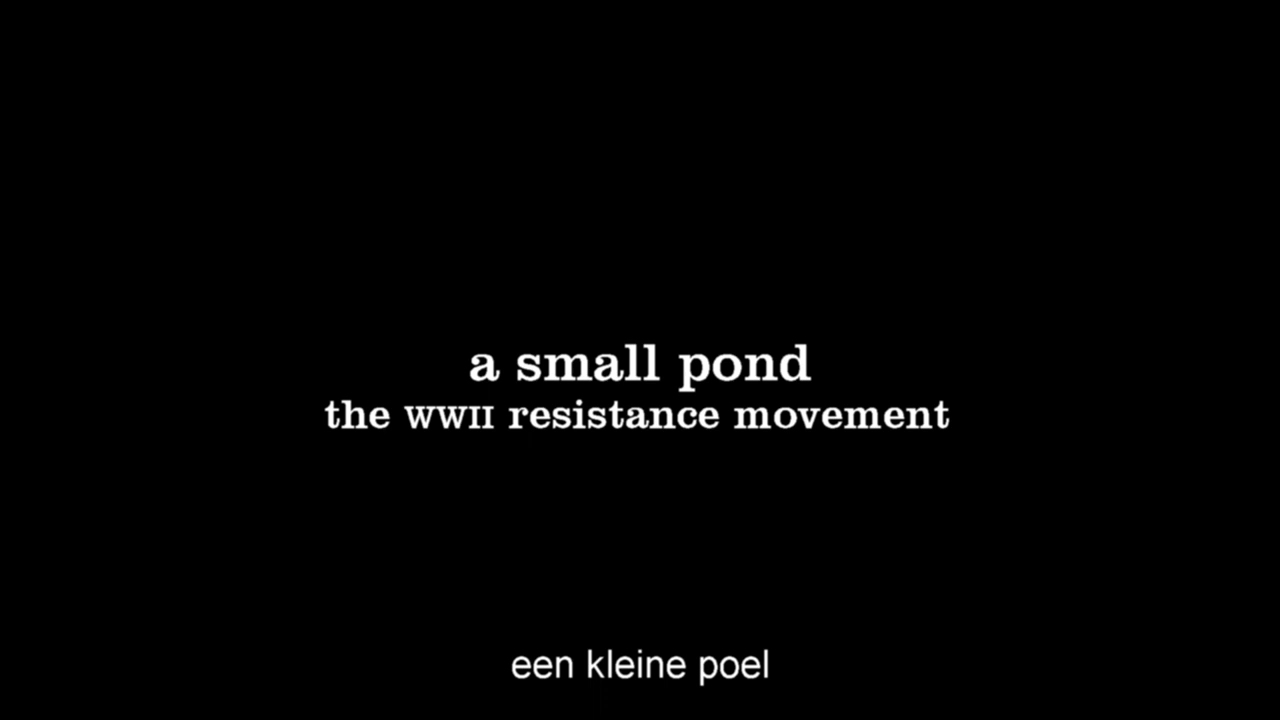 a small pond
the WWII resistance movement
een kleine poel